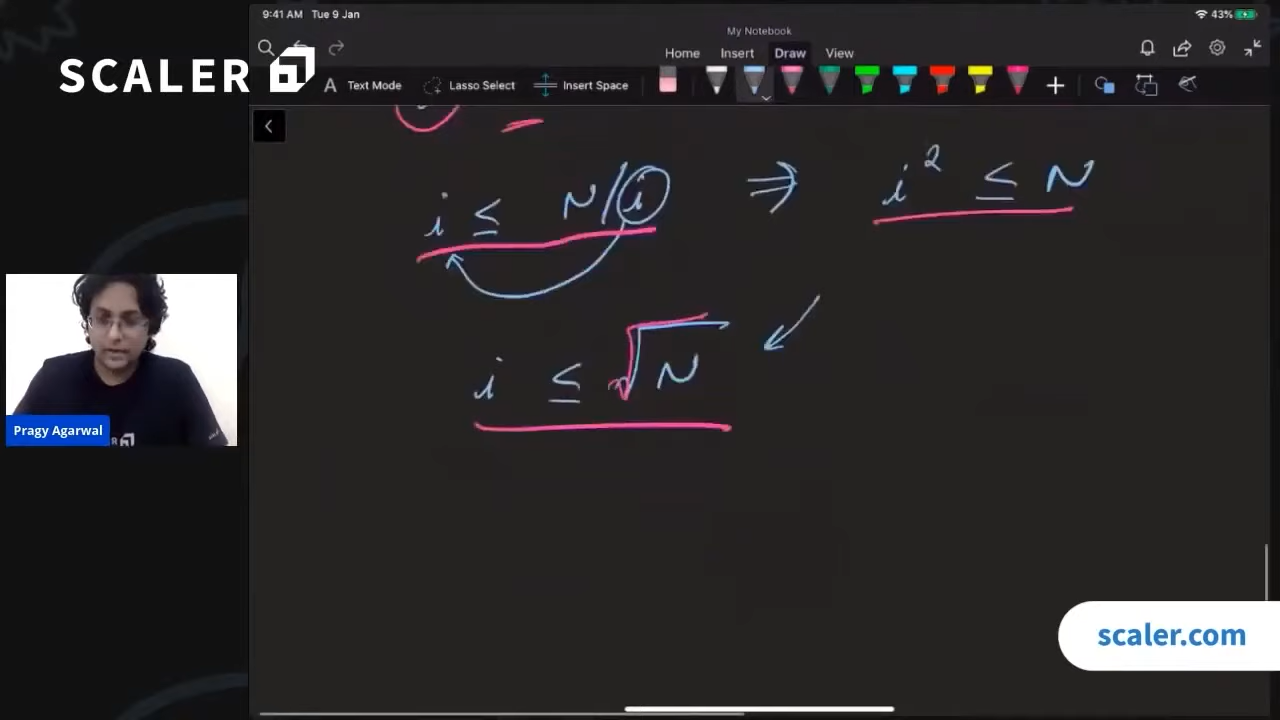 9:41 AM Tue 9 Jan
43%
My Notebook
SCALER
Home Insert Draw View
A Text Mode Lasso Select Insert Space
i ≤ N/i ⇒ i² ≤ N
i ≤ √N
Pragy Agarwal
scaler.com